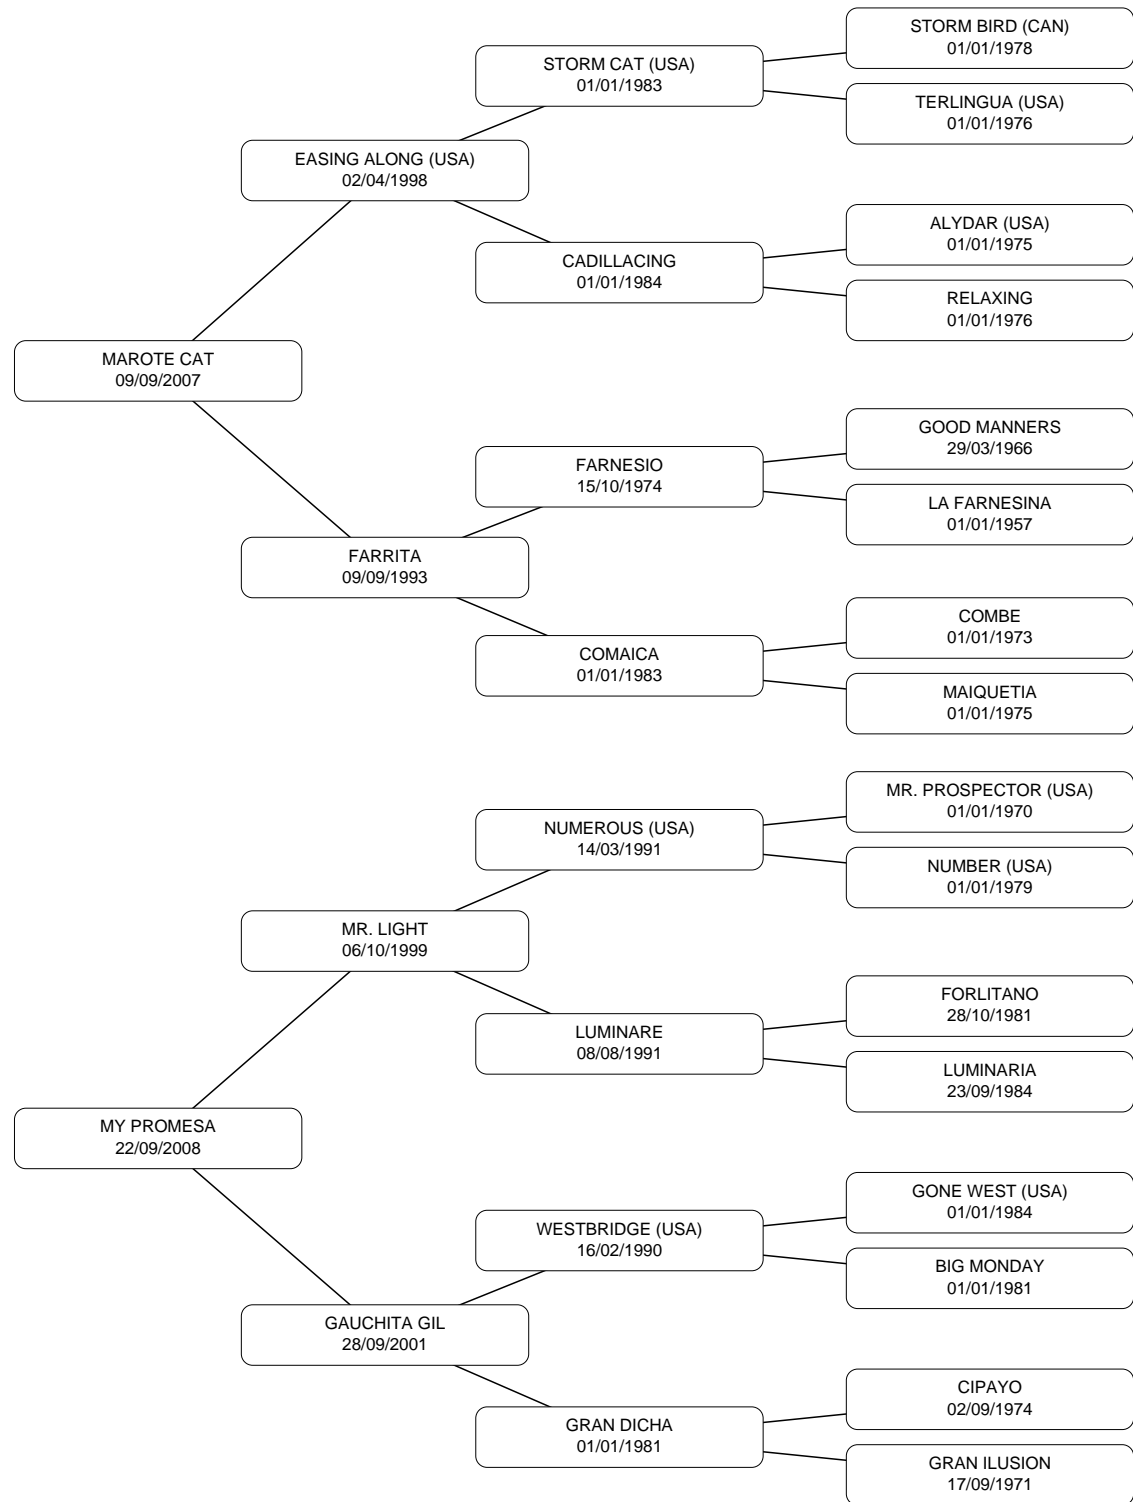 STORM BIRD (CAN)
01/01/1978
STORM CAT (USA)
01/01/1983
TERLINGUA (USA)
01/01/1976
EASING ALONG (USA)
02/04/1998
ALYDAR (USA)
01/01/1975
CADILLACING
01/01/1984
RELAXING
01/01/1976
MAROTE CAT
09/09/2007
GOOD MANNERS
29/03/1966
FARNESIO
15/10/1974
LA FARNESINA
01/01/1957
FARRITA
09/09/1993
COMBE
01/01/1973
COMAICA
01/01/1983
MAIQUETIA
01/01/1975
MR. PROSPECTOR (USA)
01/01/1970
NUMEROUS (USA)
14/03/1991
NUMBER (USA)
01/01/1979
MR. LIGHT
06/10/1999
FORLITANO
28/10/1981
LUMINARE
08/08/1991
LUMINARIA
23/09/1984
MY PROMESA
22/09/2008
GONE WEST (USA)
01/01/1984
WESTBRIDGE (USA)
16/02/1990
BIG MONDAY
01/01/1981
GAUCHITA GIL
28/09/2001
CIPAYO
02/09/1974
GRAN DICHA
01/01/1981
GRAN ILUSION
17/09/1971